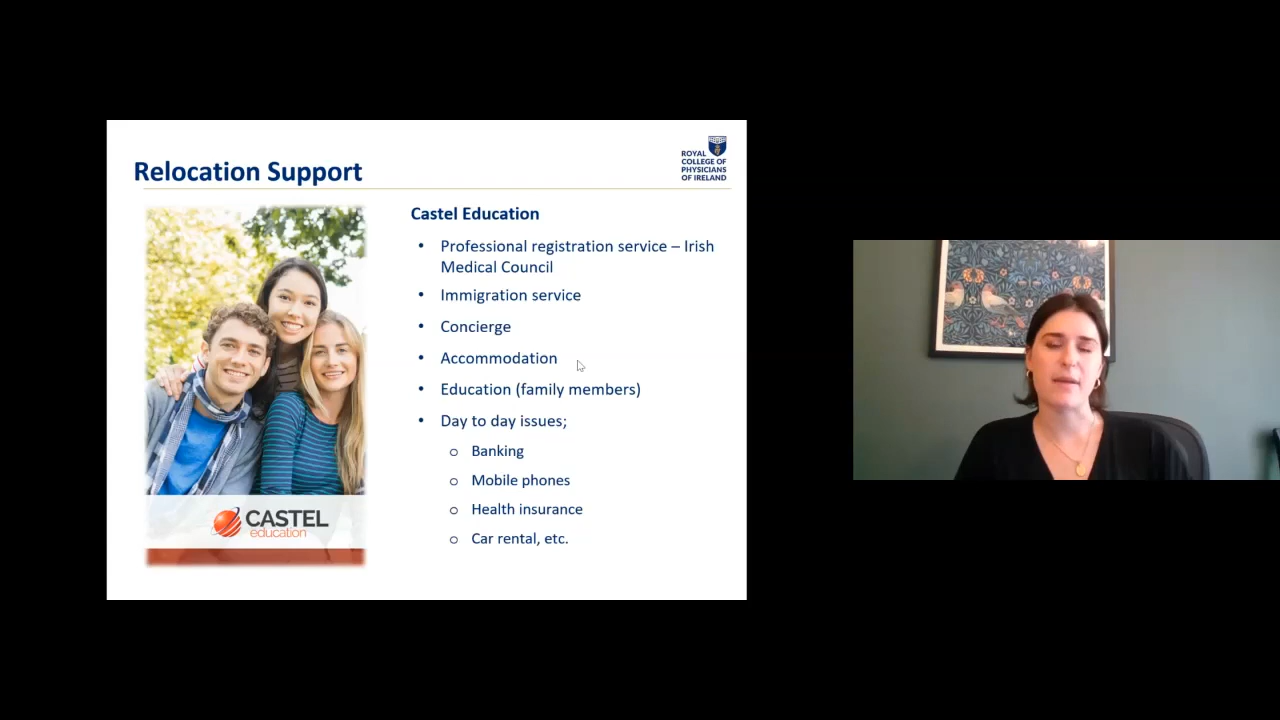 Relocation Support
ROYAL
COLLEGE OF
PHYSICIANS
OF IRELAND
Castel Education
• Professional registration service – Irish
Medical Council
• Immigration service
• Concierge
• Accommodation
• Education (family members)
• Day to day issues;
o Banking
o Mobile phones
o Health insurance
o Car rental, etc.
CASTEL
education